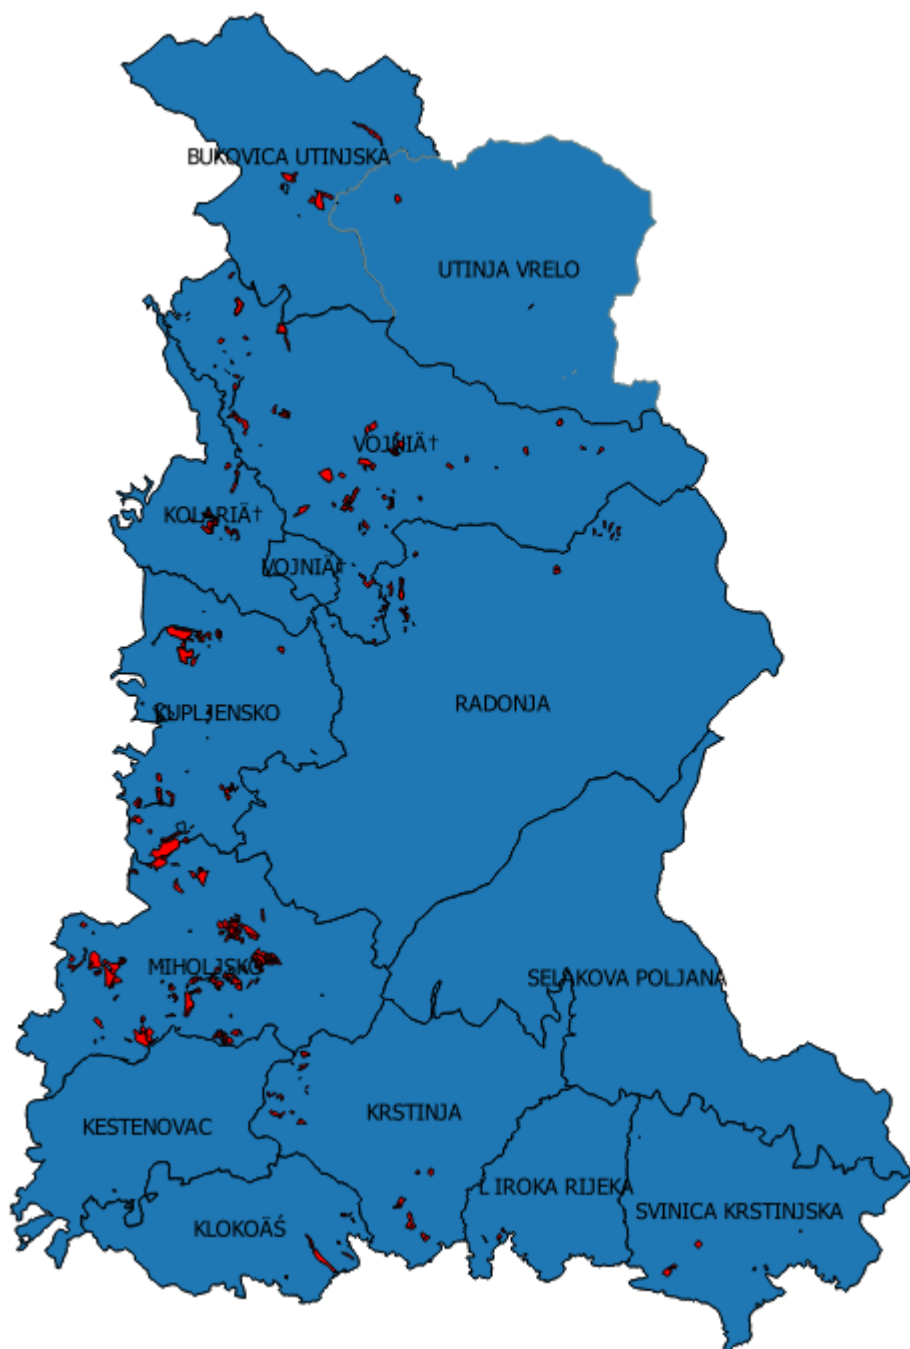 BUKOVICA UTINJSKA
UTINJA VRELO
VOJNIÄ†
KOLARIÄ†
VOJNIÄ†
KUPLJENSKO
RADONJA
MIHOLJSKO
SELAKOVA POLJANA
KESTENOVAC
KRSTINJA
IROKA RIJEKA
SVINICA KRSTINJSKA
KLOKOÄŚ